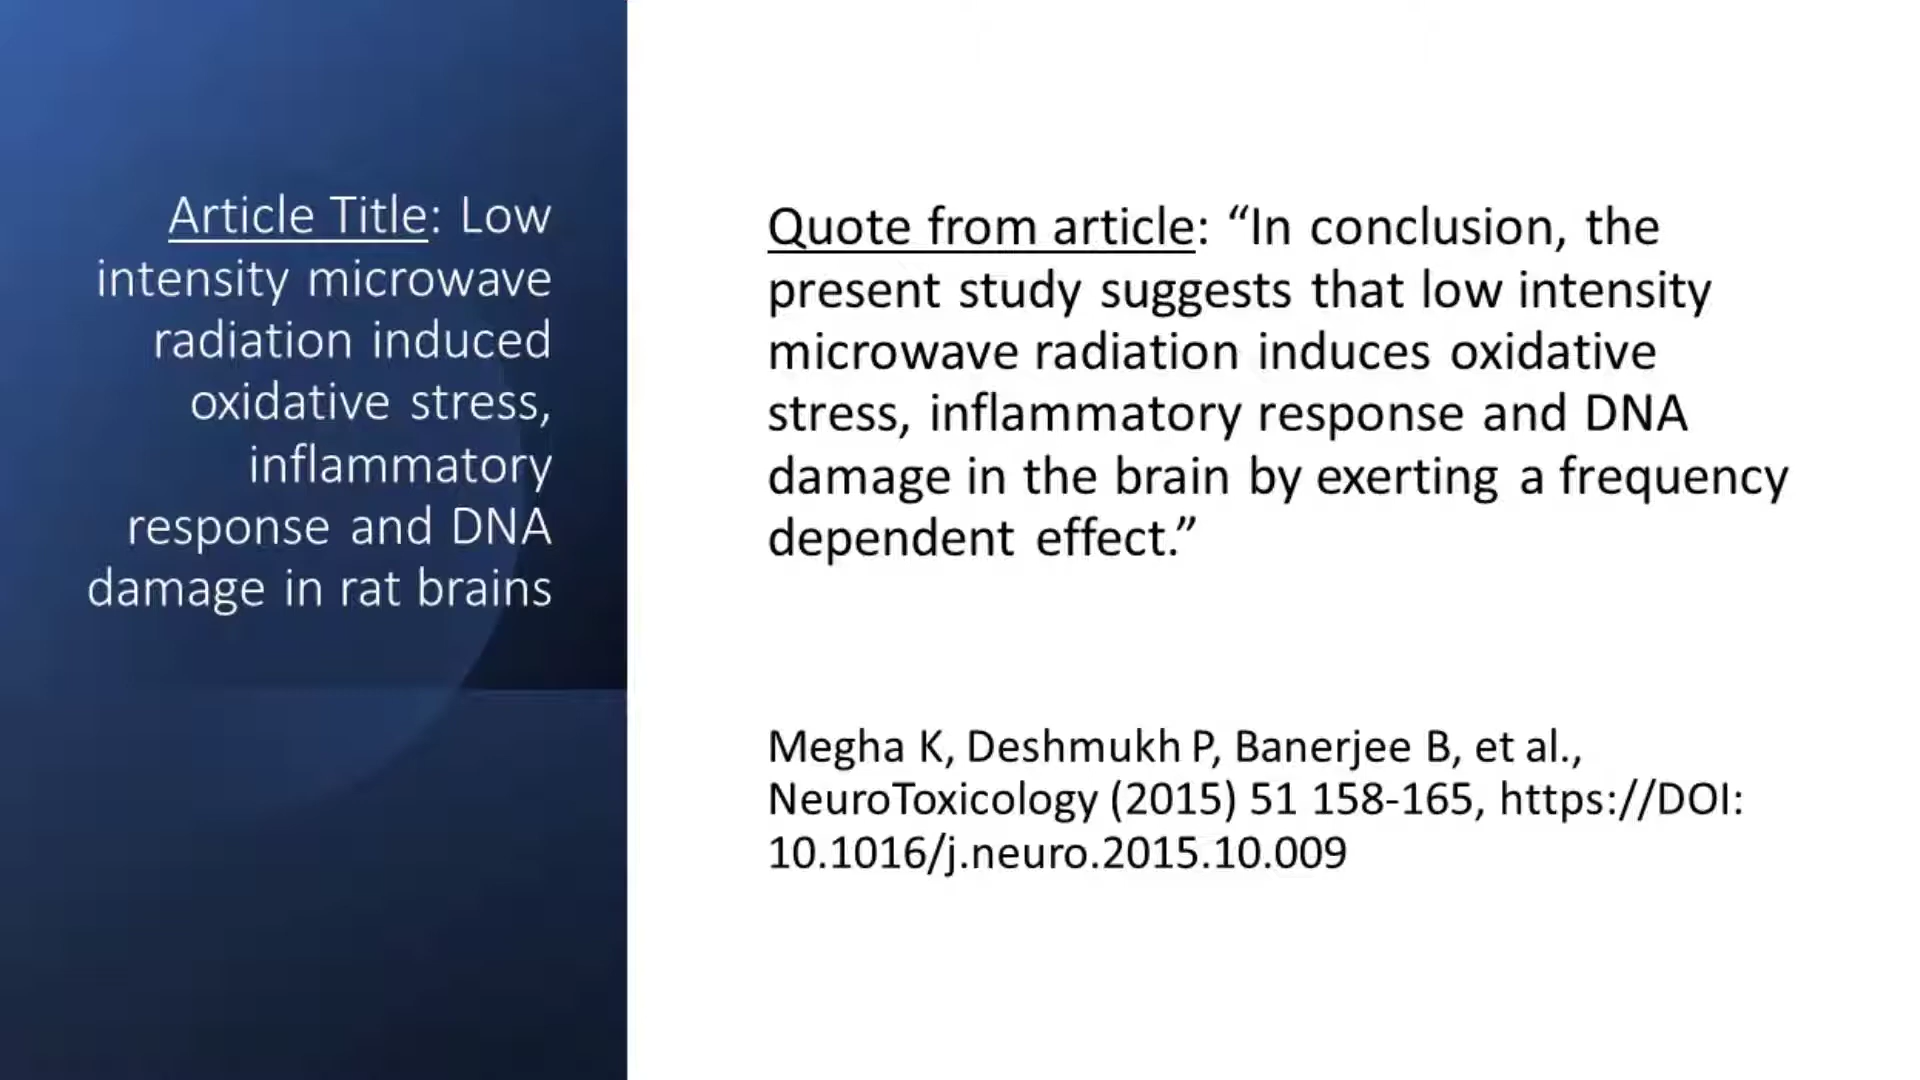 Article Title: Low
intensity microwave
radiation induced
oxidative stress,
inflammatory
response and DNA
damage in rat brains
Quote from article: “In conclusion, the
present study suggests that low intensity
microwave radiation induces oxidative
stress, inflammatory response and DNA
damage in the brain by exerting a frequency
dependent effect.”
Megha K, Deshmukh P, Banerjee B, et al.,
NeuroToxicology (2015) 51 158-165, https://DOI:
10.1016/j.neuro.2015.10.009